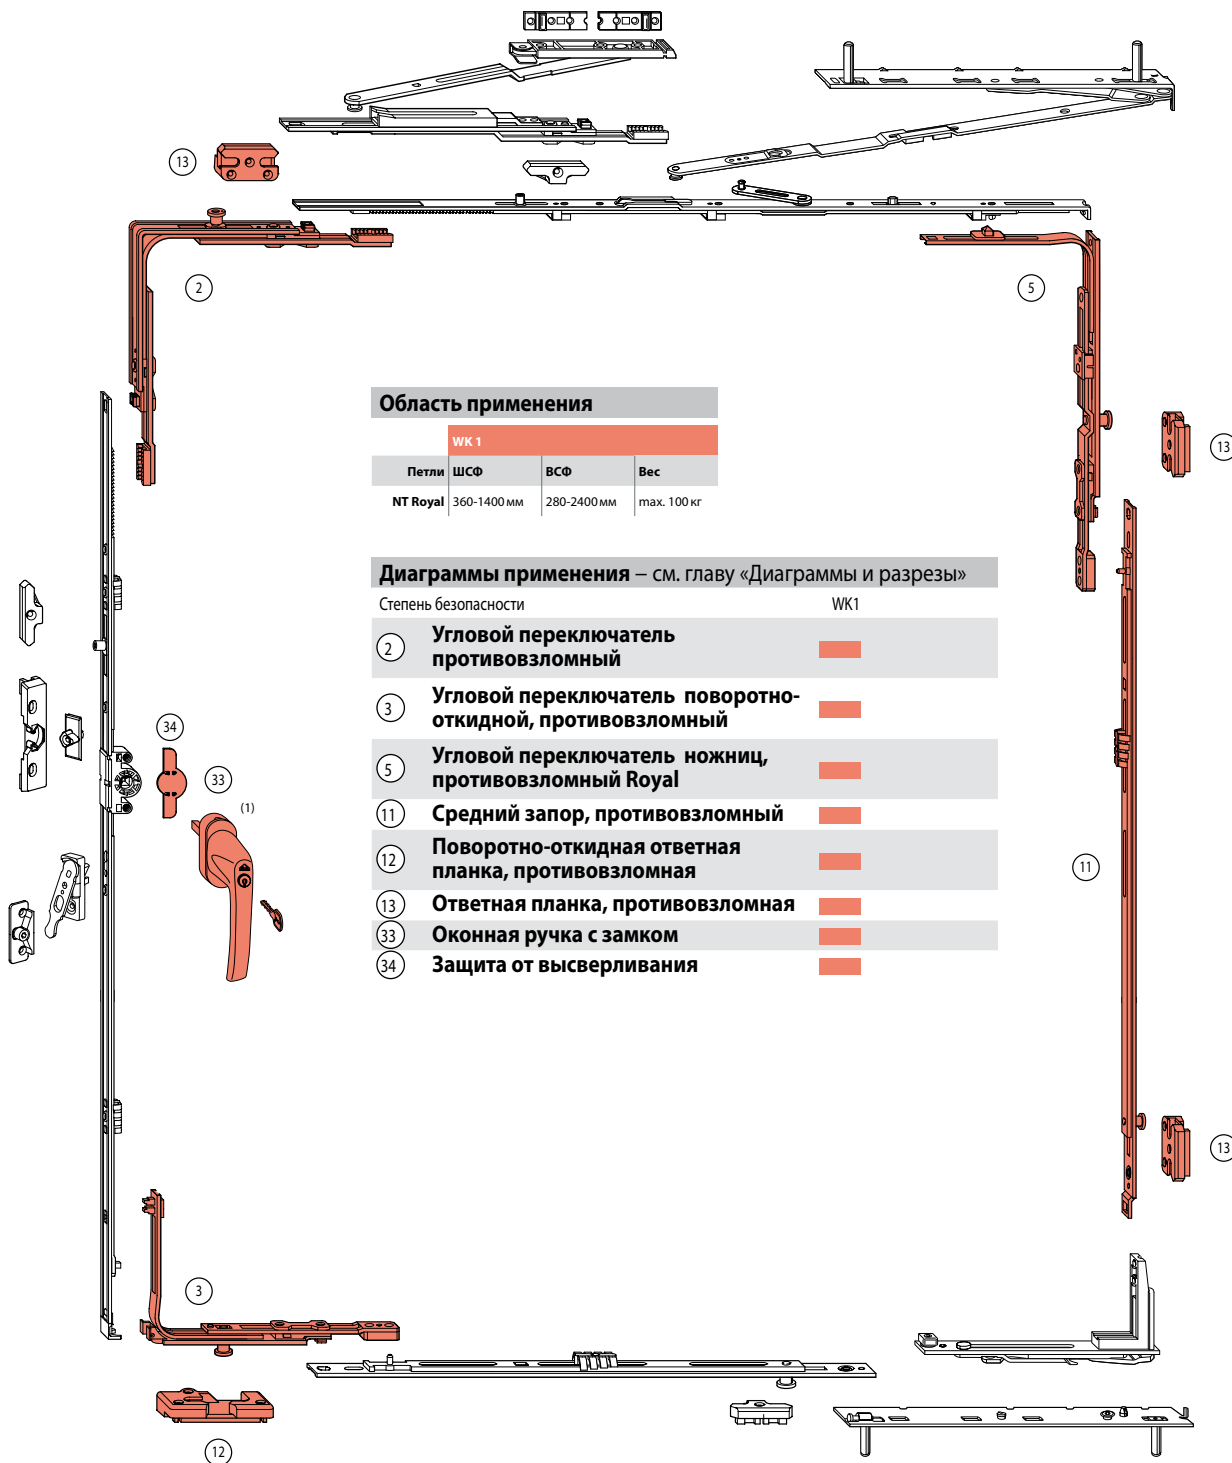 13
2
5
Область применения
WK 1
Петли ШСФ ВСФ Вес
NT Royal 360-1400 мм 280-2400 мм max. 100 кг
13
Диаграммы применения – см. главу «Диаграммы и разрезы»
Степень безопасности WK1
2 Угловой переключатель
противовзломный
3 Угловой переключатель поворотно-
откидной, противовзломный
5 Угловой переключатель ножниц,
противовзломный Royal
11 Средний запор, противовзломный
12 Поворотно-откидная ответная
планка, противовзломная
13 Ответная планка, противовзломная
33 Оконная ручка с замком
34 Защита от высверливания
34
33
(1)
11
13
3
12